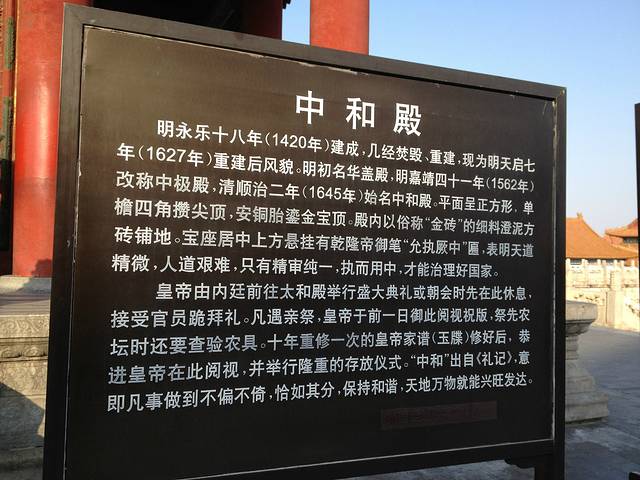 中和殿
明永乐十八年(1420年)建成,几经焚毁、重建,现为明天启七
年(1627年)重建后风貌。明初名华盖殿,明嘉靖四十一年(1562年)
改称中极殿,清顺治二年(1645年)始名中和殿。平面呈正方形,单
檐四角攒尖顶,安铜胎鎏金宝顶。殿内以俗称“金砖”的细料澄泥方
砖铺地。宝座居中上方悬挂有乾隆帝御笔“允执厥中”匾,表明天道
精微,人道艰难,只有精审纯一,执而用中,才能治理好国家。
皇帝由内廷前往太和殿举行盛大典礼或朝会时先在此休息,
接受官员跪拜礼。凡遇亲祭,皇帝于前一日御此阅视祝版,祭先农
坛时还要查验农具。十年重修一次的皇帝家谱(玉牒)修好后,恭
进皇帝在此阅视,并举行隆重的存放仪式。“中和”出自《礼记》,意
即凡事做到不偏不倚,恰如其分,保持和谐,天地万物就能兴旺发达。